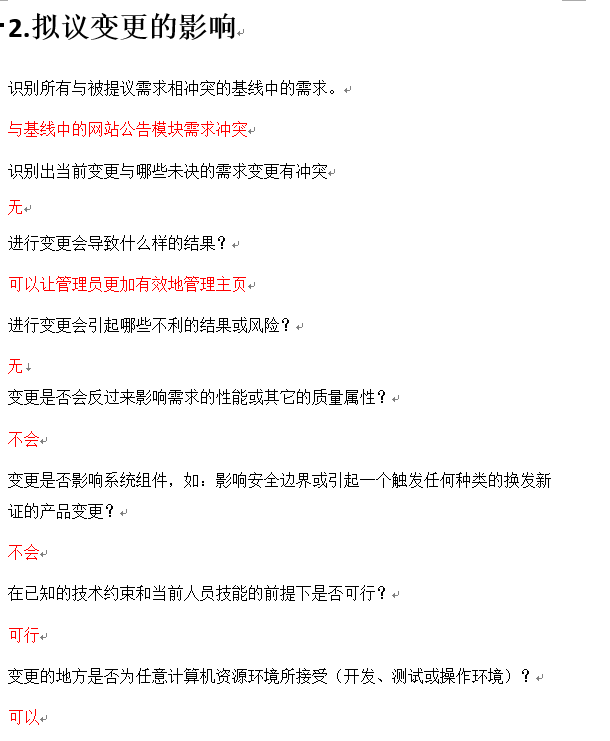 2.拟议变更的影响
识别所有与被提议需求相冲突的基线中的需求。
与基线中的网站公告模块需求冲突
识别出当前变更与哪些未决的需求变更有冲突
无
进行变更会导致什么样的结果？
可以让管理员更加有效地管理主页
进行变更会引起哪些不利的结果或风险？
无
变更是否会反过来影响需求的性能或其它的质量属性？
不会
变更是否影响系统组件，如：影响安全边界或引起一个触发任何种类的换发新
证的产品变更？
不会
在已知的技术约束和当前人员技能的前提下是否可行？
可行
变更的地方是否为任意计算机资源环境所接受（开发、测试或操作环境）？
可以